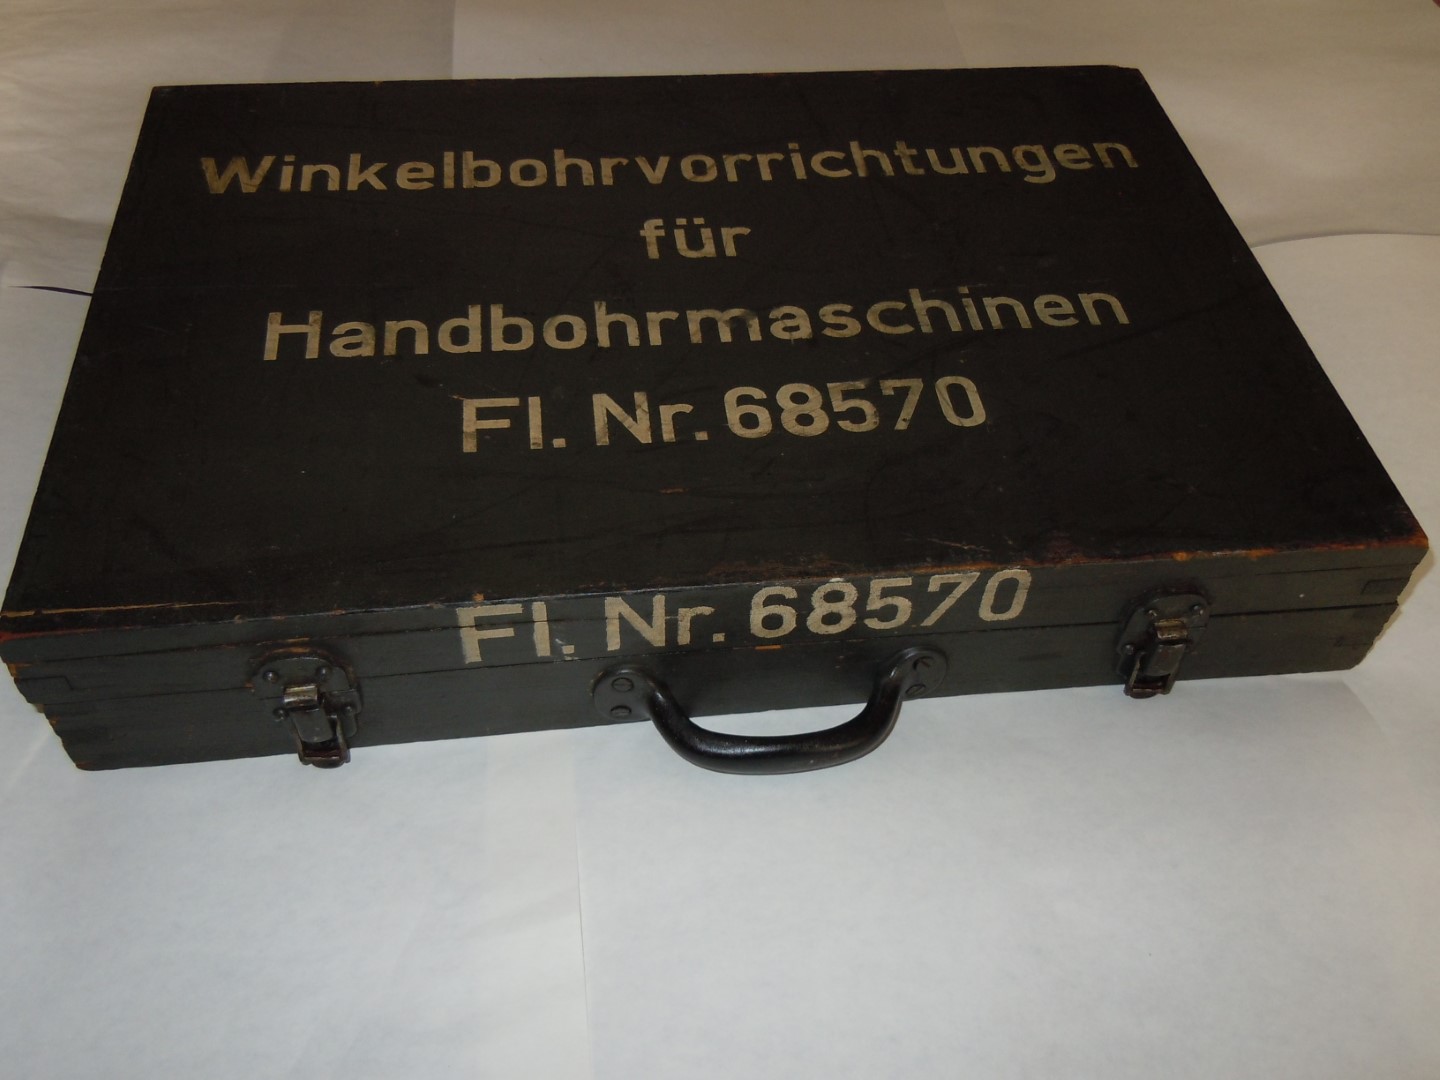 Winkelbohrvorrichtungen
für
Handbohrmaschinen
Fl. Nr. 68570
Fl. Nr. 68570